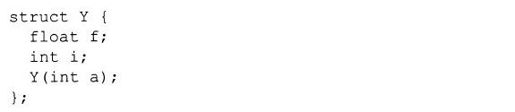 struct Y {
  float f;
  int i;
  Y(int a);
};